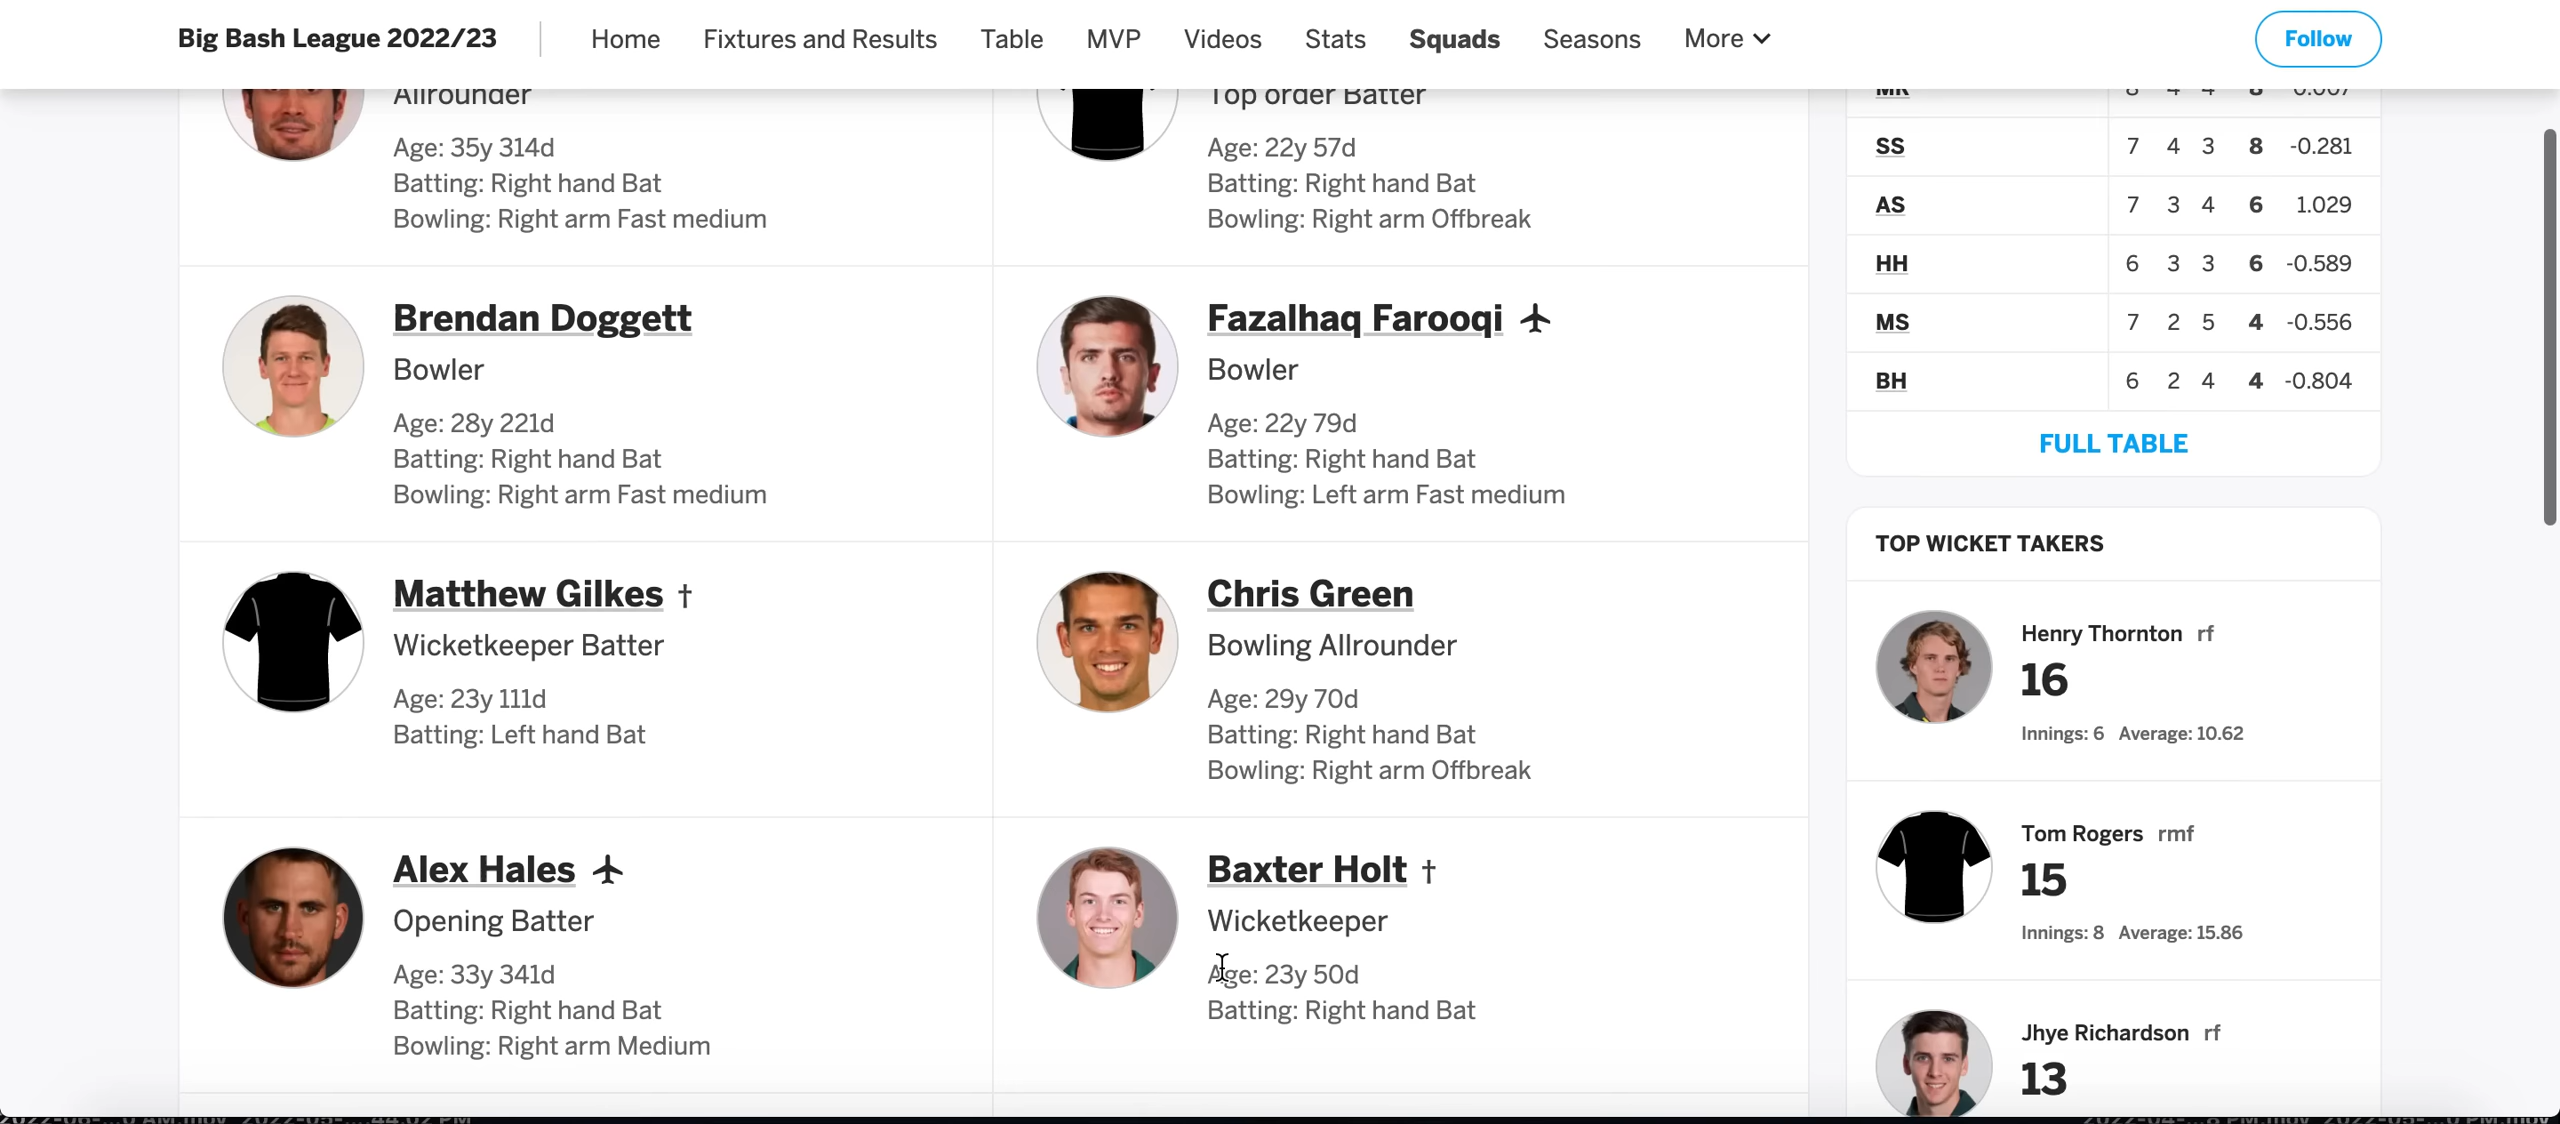 Big Bash League 2022/23
Home Fixtures and Results Table MVP Videos Stats Squads Seasons More
Follow
Allrounder
Age: 35y 314d
Batting: Right hand Bat
Bowling: Right arm Fast medium
Top order Batter
Age: 22y 57d
Batting: Right hand Bat
Bowling: Right arm Offbreak
Brendan Doggett
Bowler
Age: 28y 221d
Batting: Right hand Bat
Bowling: Right arm Fast medium
Fazalhaq Farooqi
Bowler
Age: 22y 79d
Batting: Right hand Bat
Bowling: Left arm Fast medium
Matthew Gilkes †
Wicketkeeper Batter
Age: 23y 111d
Batting: Left hand Bat
Chris Green
Bowling Allrounder
Age: 29y 70d
Batting: Right hand Bat
Bowling: Right arm Offbreak
Alex Hales
Opening Batter
Age: 33y 341d
Batting: Right hand Bat
Bowling: Right arm Medium
Baxter Holt †
Wicketkeeper
Age: 23y 50d
Batting: Right hand Bat
MR 8 4 4 8 0.007
SS 7 4 3 8 -0.281
AS 7 3 4 6 1.029
HH 6 3 3 6 -0.589
MS 7 2 5 4 -0.556
BH 6 2 4 4 -0.804
FULL TABLE
TOP WICKET TAKERS
Henry Thornton rf
16
Innings: 6 Average: 10.62
Tom Rogers rmf
15
Innings: 8 Average: 15.86
Jhye Richardson rf
13